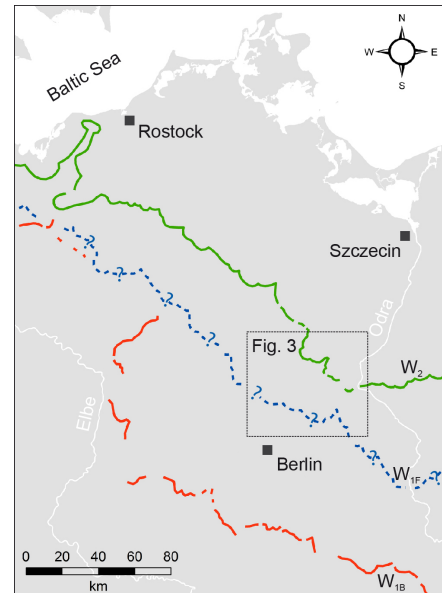 N
W E
S
Baltic Sea
Rostock
Szczecin
?
?
?
?
Fig. 3
Odra
W2
?
?
Elbe
Berlin
?
?
W1F
0 20 40 60 80
km
W1B